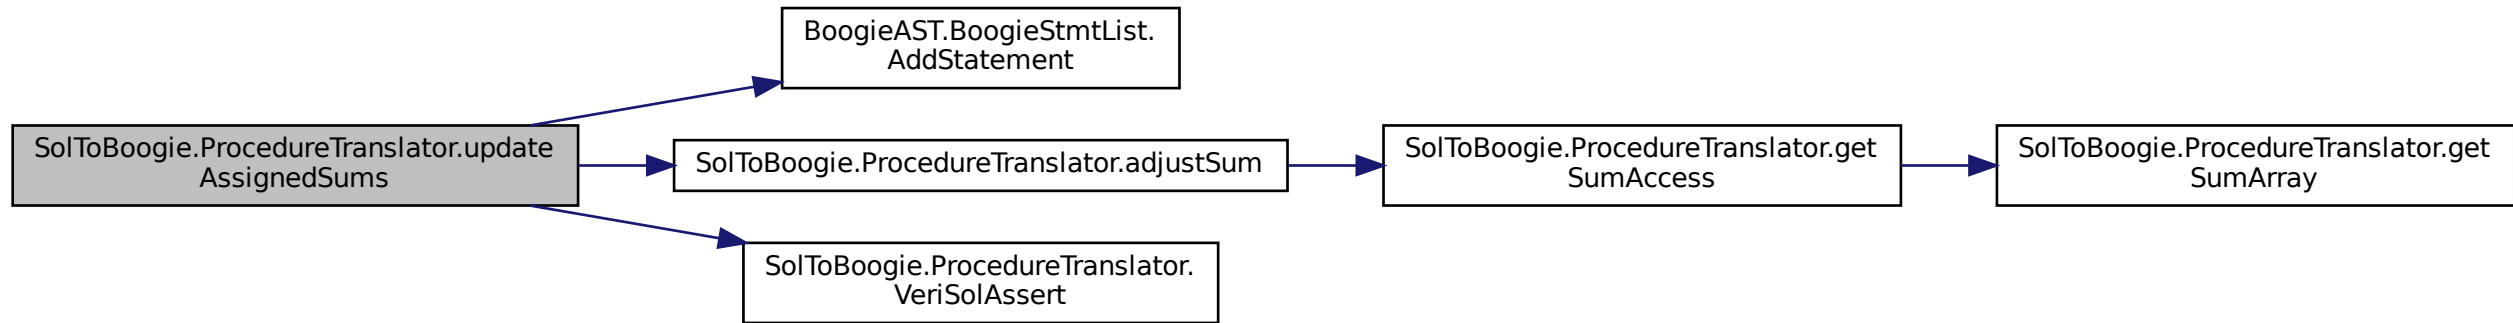 SolToBoogie.ProcedureTranslator.update
AssignedSums
BoogieAST.BoogieStmtList.
AddStatement
SolToBoogie.ProcedureTranslator.adjustSum
SolToBoogie.ProcedureTranslator.get
SumAccess
SolToBoogie.ProcedureTranslator.get
SumArray
SolToBoogie.ProcedureTranslator.
VeriSolAssert